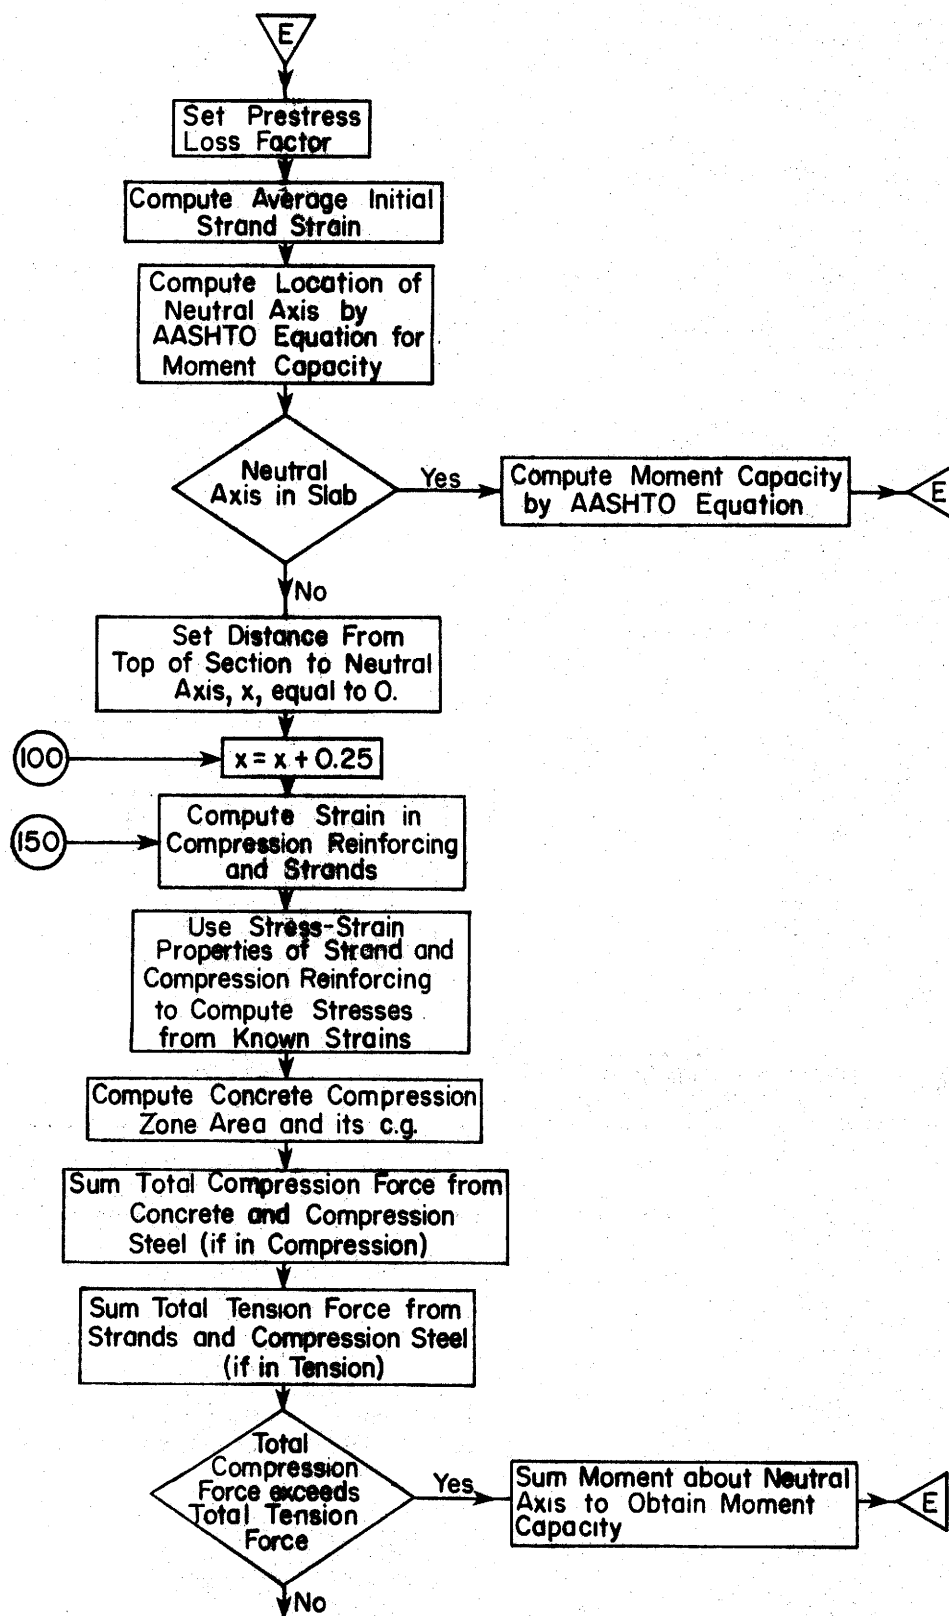 E
Set Prestress
Loss Factor
Compute Average Initial
Strand Strain
Compute Location of
Neutral Axis by
AASHTO Equation for
Moment Capacity
Neutral
Axis in Slab
Yes
Compute Moment Capacity
by AASHTO Equation
E
No
Set Distance From
Top of Section to Neutral
Axis, x, equal to 0.
100
x = x + 0.25
150
Compute Strain in
Compression Reinforcing
and Strands
Use Stress-Strain
Properties of Strand and
Compression Reinforcing
to Compute Stresses
from Known Strains
Compute Concrete Compression
Zone Area and its c.g.
Sum Total Compression Force from
Concrete and Compression
Steel (if in Compression)
Sum Total Tension Force from
Strands and Compression Steel
(if in Tension)
Total
Compression
Force exceeds
Total Tension
Force
Yes
Sum Moment about Neutral
Axis to Obtain Moment
Capacity
E
No